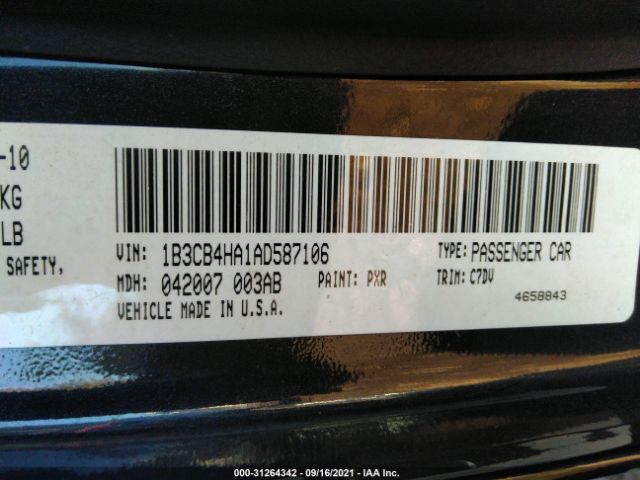 -10
KG
LB
SAFETY,
VIN: 1B3CB4HA1AD587106 TYPE: PASSENGER CAR
MDH: 042007 003AB PAINT: PXR TRIM: C7DV
VEHICLE MADE IN U.S.A. 4658843
000-31264342 - 09/16/2021 - IAA Inc.